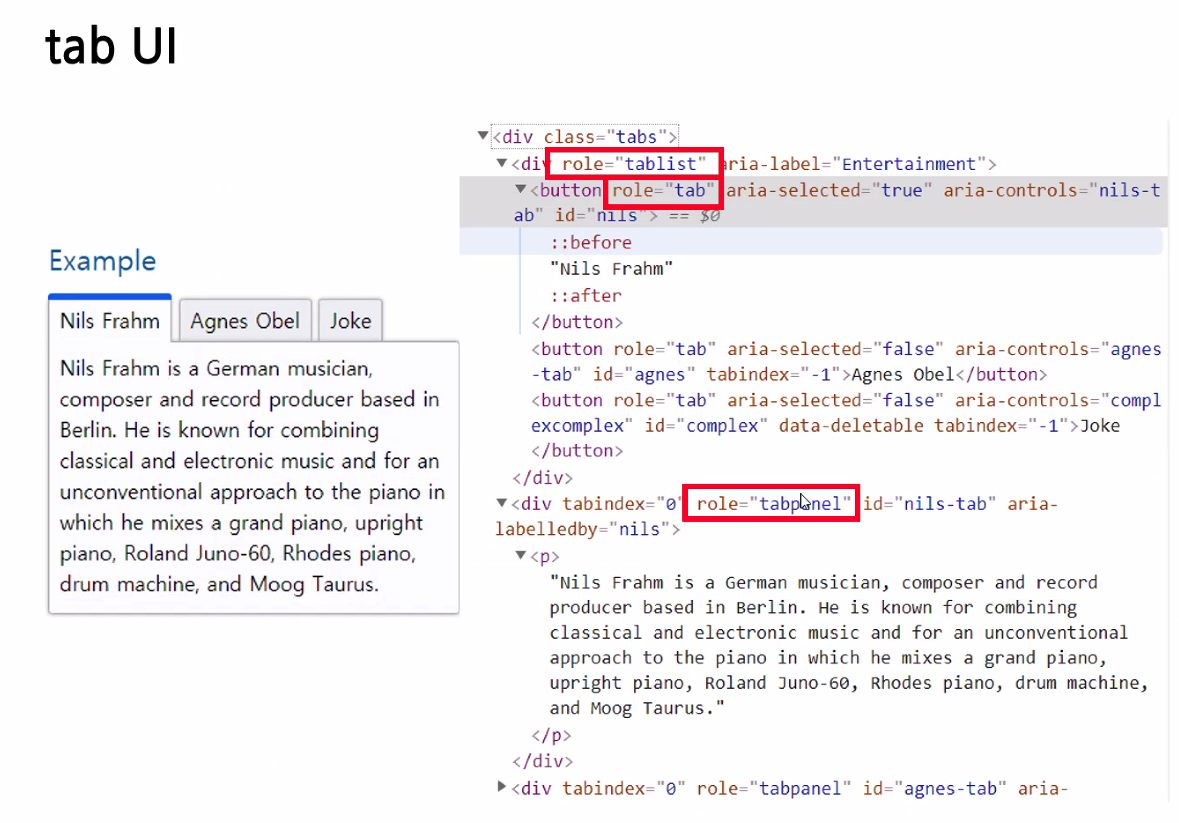 tab UI
Example
Nils Frahm
Agnes Obel
Joke
Nils Frahm is a German musician,
composer and record producer based in
Berlin. He is known for combining
classical and electronic music and for an
unconventional approach to the piano in
which he mixes a grand piano, upright
piano, Roland Juno-60, Rhodes piano,
drum machine, and Moog Taurus.
<div class="tabs">
<div role="tablist" aria-label="Entertainment">
<button role="tab" aria-selected="true" aria-controls="nils-t
ab" id="nils"> == $0
::before
"Nils Frahm"
::after
</button>
<button role="tab" aria-selected="false" aria-controls="agnes
-tab" id="agnes" tabindex="-1">Agnes Obel</button>
<button role="tab" aria-selected="false" aria-controls="compl
excomplex" id="complex" data-deletable tabindex="-1">Joke
</button>
</div>
<div tabindex="0" role="tabpanel" id="nils-tab" aria-
labelledby="nils">
<p>
"Nils Frahm is a German musician, composer and record
producer based in Berlin. He is known for combining
classical and electronic music and for an unconventional
approach to the piano in which he mixes a grand piano,
upright piano, Roland Juno-60, Rhodes piano, drum machine,
and Moog Taurus."
</p>
</div>
<div tabindex="0" role="tabpanel" id="agnes-tab" aria-